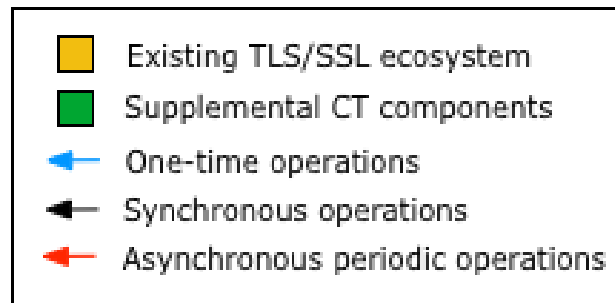 Existing TLS/SSL ecosystem
Supplemental CT components
One-time operations
Synchronous operations
Asynchronous periodic operations